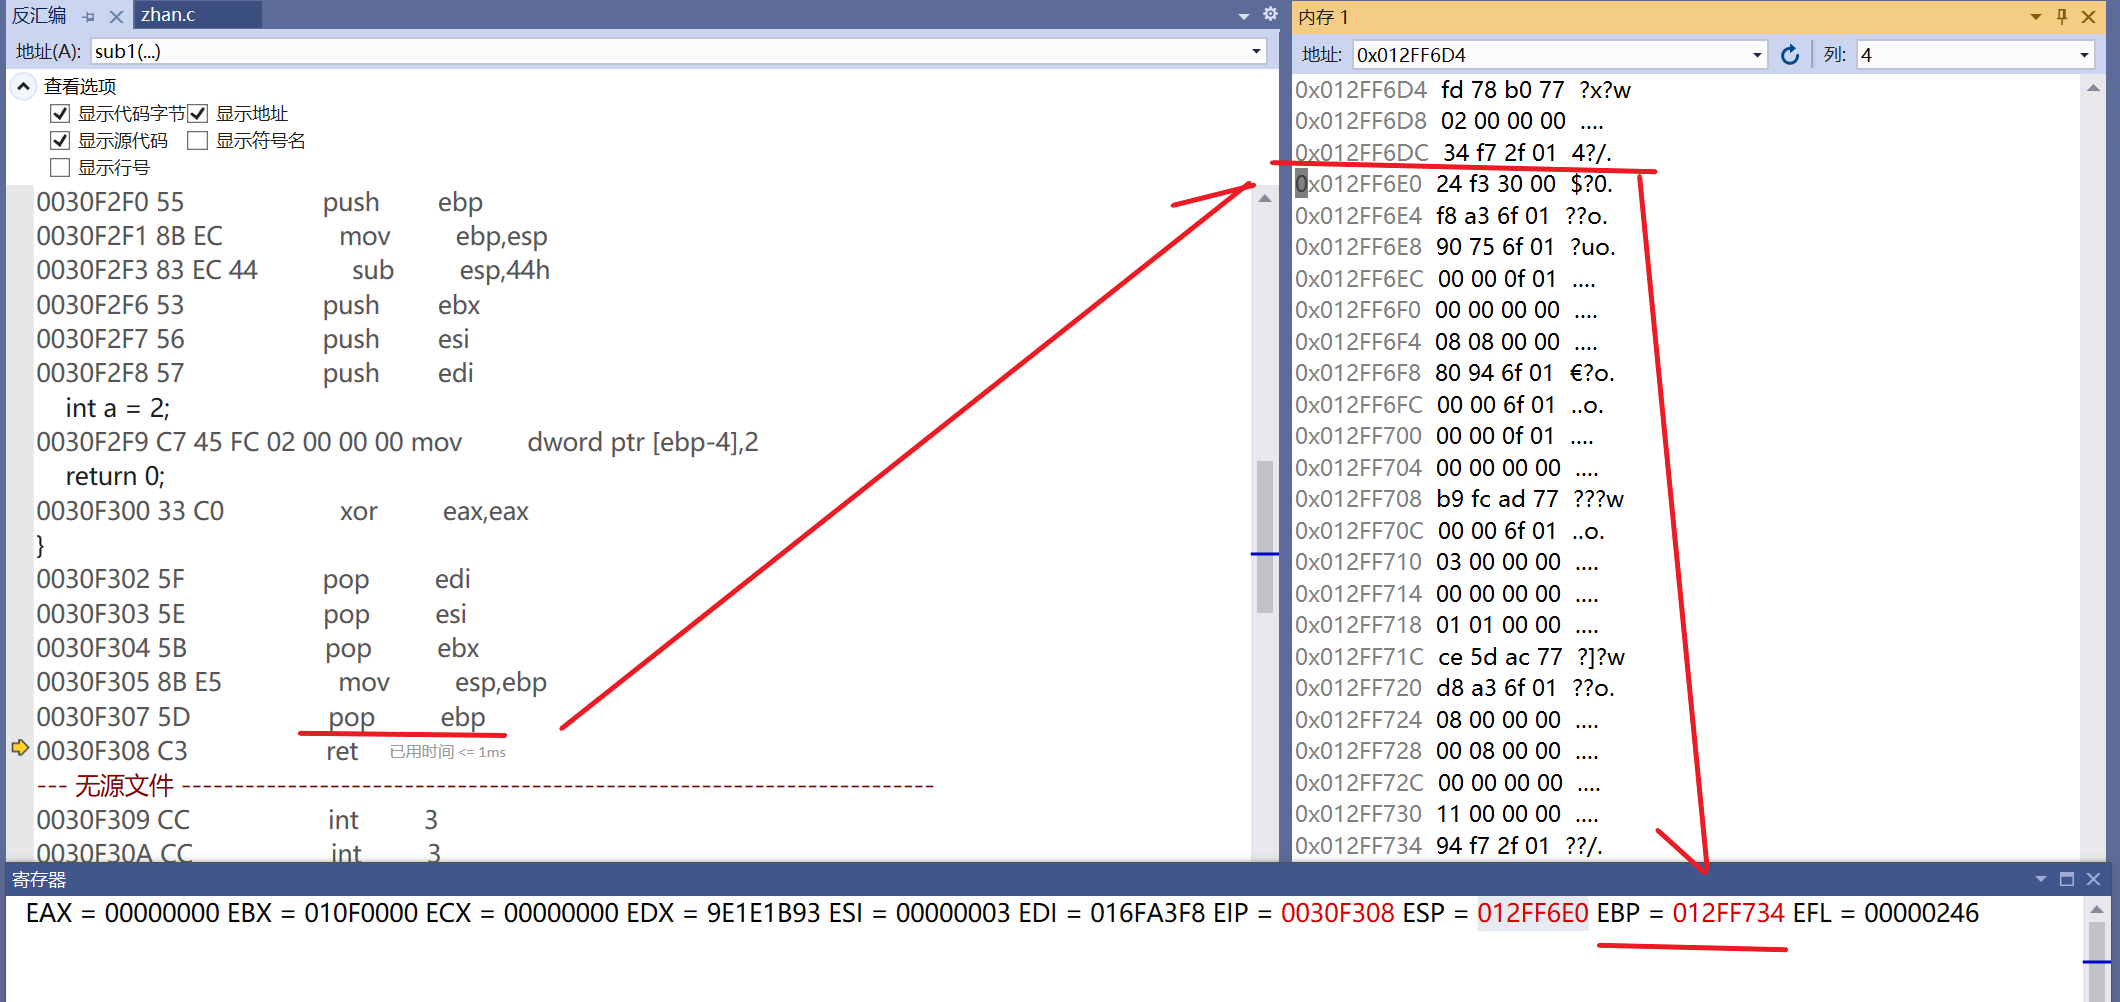 反汇编 zhan.c
地址(A): sub1(...)
查看选项
显示代码字节 显示地址
显示源代码 显示符号名
显示行号
0030F2F0 55 push ebp
0030F2F1 8B EC mov ebp,esp
0030F2F3 83 EC 44 sub esp,44h
0030F2F6 53 push ebx
0030F2F7 56 push esi
0030F2F8 57 push edi
int a = 2;
0030F2F9 C7 45 FC 02 00 00 00 mov dword ptr [ebp-4],2
return 0;
0030F300 33 C0 xor eax,eax
}
0030F302 5F pop edi
0030F303 5E pop esi
0030F304 5B pop ebx
0030F305 8B E5 mov esp,ebp
0030F307 5D pop ebp
0030F308 C3 ret 已用时间 <= 1ms
--- 无源文件 ----------------------------------------------------------------------
0030F309 CC int 3
0030F30A CC int 3
内存 1
地址: 0x012FF6D4 列: 4
0x012FF6D4 fd 78 b0 77 ?x?w
0x012FF6D8 02 00 00 00 ....
0x012FF6DC 34 f7 2f 01 4?/.
0x012FF6E0 24 f3 30 00 $?0.
0x012FF6E4 f8 a3 6f 01 ??o.
0x012FF6E8 90 75 6f 01 ?uo.
0x012FF6EC 00 00 0f 01 ....
0x012FF6F0 00 00 00 00 ....
0x012FF6F4 08 08 00 00 ....
0x012FF6F8 80 94 6f 01 €?o.
0x012FF6FC 00 00 6f 01 ..o.
0x012FF700 00 00 0f 01 ....
0x012FF704 00 00 00 00 ....
0x012FF708 b9 fc ad 77 ???w
0x012FF70C 00 00 6f 01 ..o.
0x012FF710 03 00 00 00 ....
0x012FF714 00 00 00 00 ....
0x012FF718 01 01 00 00 ....
0x012FF71C ce 5d ac 77 ?]?w
0x012FF720 d8 a3 6f 01 ??o.
0x012FF724 08 00 00 00 ....
0x012FF728 00 08 00 00 ....
0x012FF72C 00 00 00 00 ....
0x012FF730 11 00 00 00 ....
0x012FF734 94 f7 2f 01 ??/.
寄存器
EAX = 00000000 EBX = 010F0000 ECX = 00000000 EDX = 9E1E1B93 ESI = 00000003 EDI = 016FA3F8 EIP = 0030F308 ESP = 012FF6E0 EBP = 012FF734 EFL = 00000246